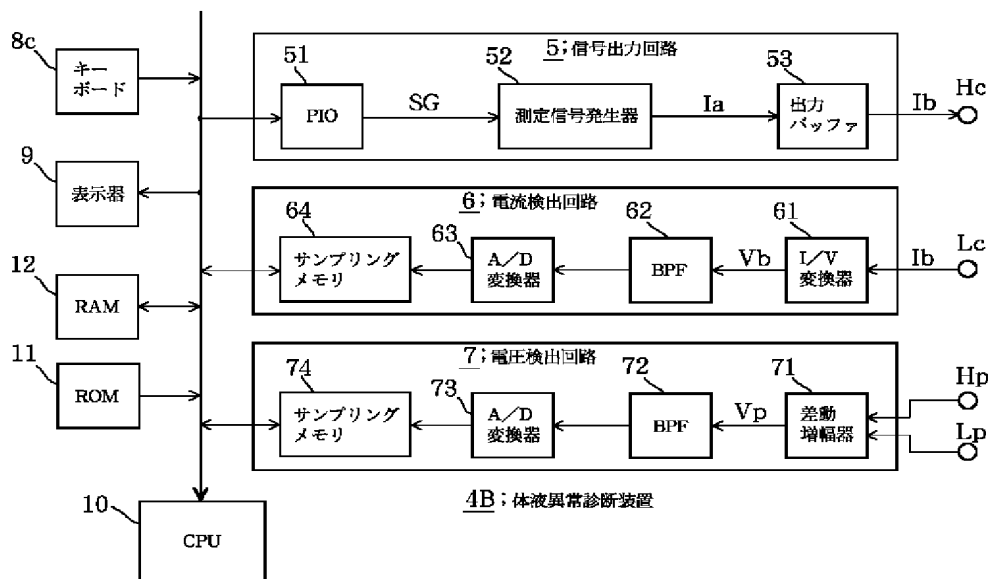 8c
キー
ボード
9
表示器
12
RAM
11
ROM
10
CPU
5；信号出力回路
51
PIO
SG
52
測定信号発生器
Ia
53
出力
バッファ
Ib
Hc
6；電流検出回路
64
サンプリング
メモリ
63
A／D
変換器
62
BPF
Vb
61
I／V
変換器
Ib
Lc
7；電圧検出回路
74
サンプリング
メモリ
73
A／D
変換器
72
BPF
Vp
71
差動
増幅器
Hp
Lp
4B；体液異常診断装置